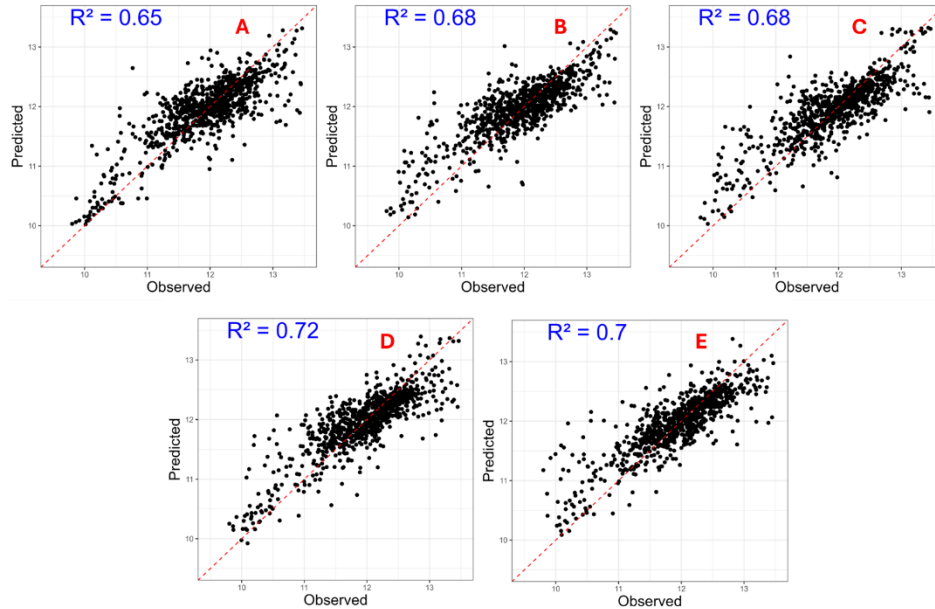 R² = 0.65
A
Predicted
13
12
11
10
10
11
12
13
Observed
R² = 0.68
B
Predicted
13
12
11
10
10
11
12
13
Observed
R² = 0.68
C
Predicted
13
12
11
10
10
11
12
13
Observed
R² = 0.72
D
Predicted
13
12
11
10
10
11
12
13
Observed
R² = 0.7
E
Predicted
13
12
11
10
10
11
12
13
Observed